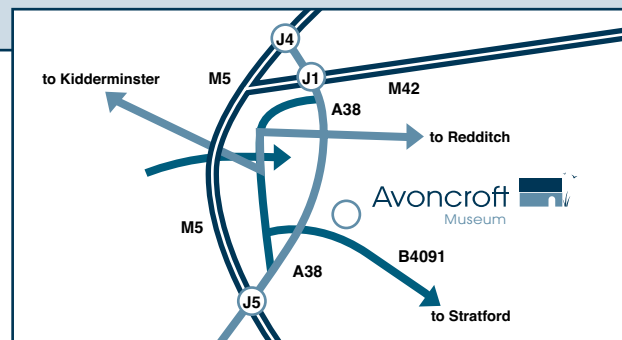 J4
to Kidderminster
M5
J1
M42
A38
to Redditch
Avoncroft
Museum
M5
B4091
A38
J5
to Stratford